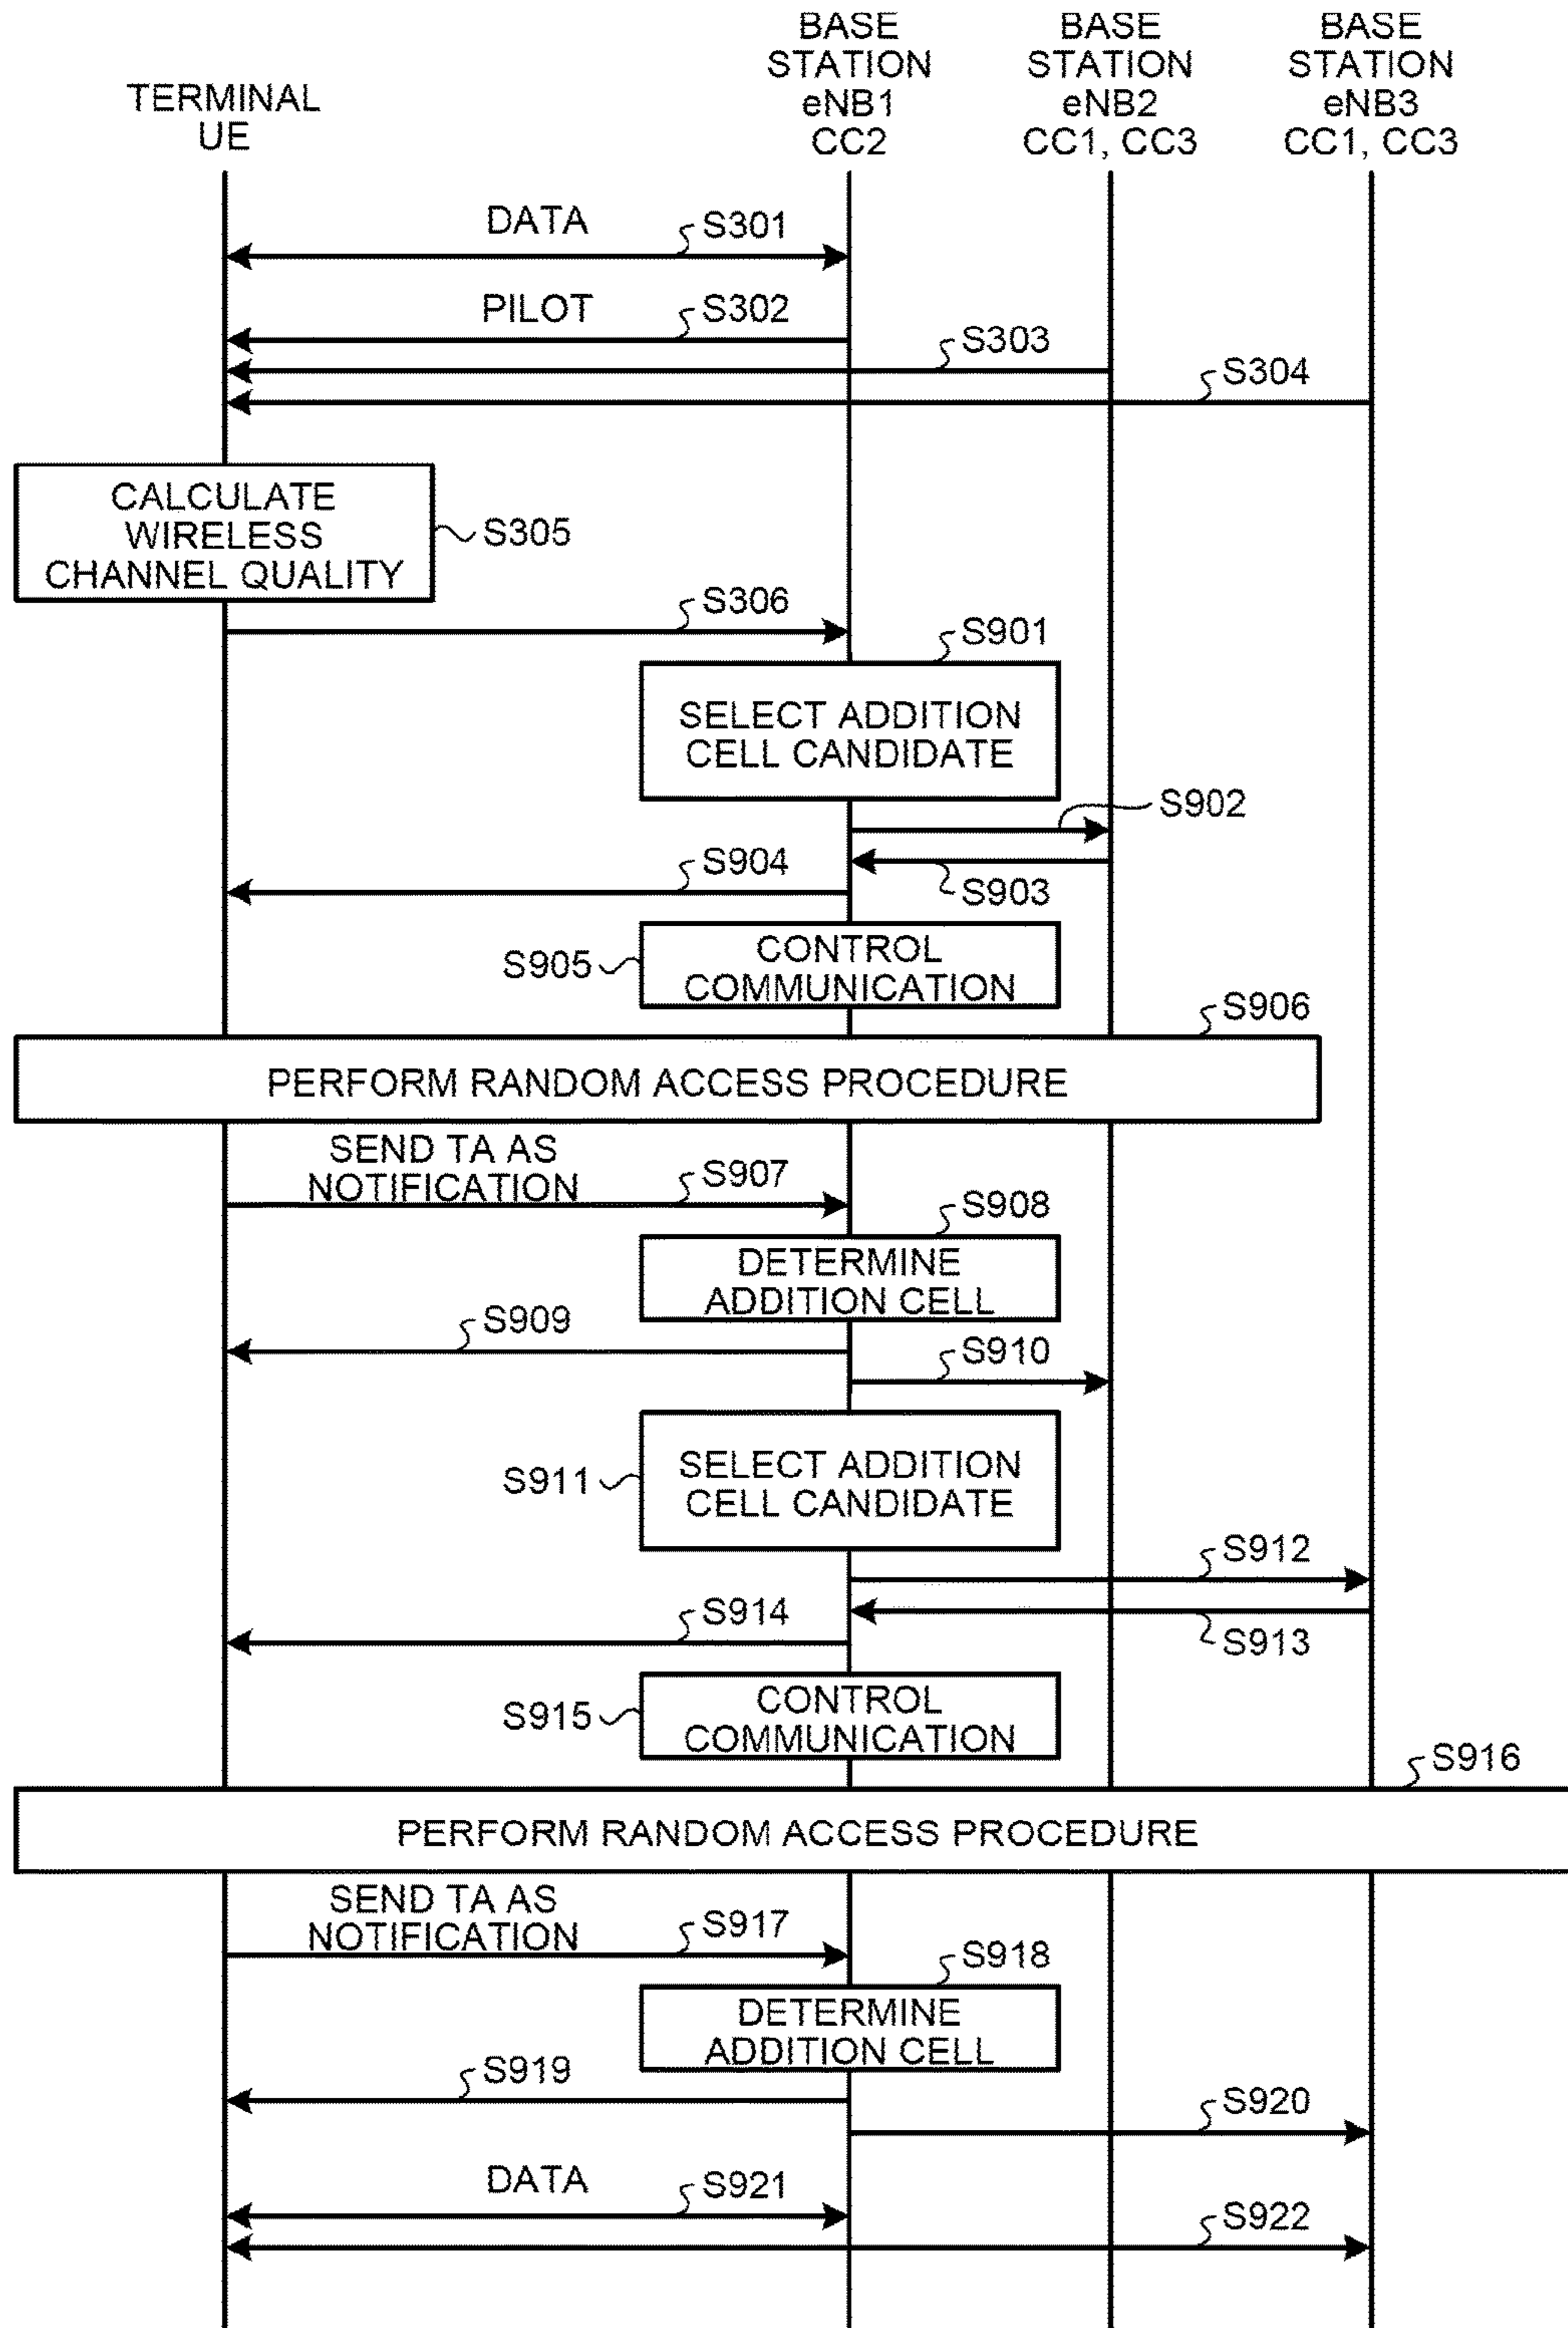 TERMINAL
UE
BASE
STATION
eNB1
CC2
BASE
STATION
eNB2
CC1, CC3
BASE
STATION
eNB3
CC1, CC3
DATA
S301
PILOT
S302
S303
S304
CALCULATE
WIRELESS
CHANNEL QUALITY
S305
S306
S901
SELECT ADDITION
CELL CANDIDATE
S902
S904
S903
S905
CONTROL
COMMUNICATION
S906
PERFORM RANDOM ACCESS PROCEDURE
SEND TA AS
NOTIFICATION
S907
S908
DETERMINE
ADDITION CELL
S909
S910
S911
SELECT ADDITION
CELL CANDIDATE
S912
S914
S913
S915
CONTROL
COMMUNICATION
S916
PERFORM RANDOM ACCESS PROCEDURE
SEND TA AS
NOTIFICATION
S917
S918
DETERMINE
ADDITION CELL
S919
S920
DATA
S921
S922